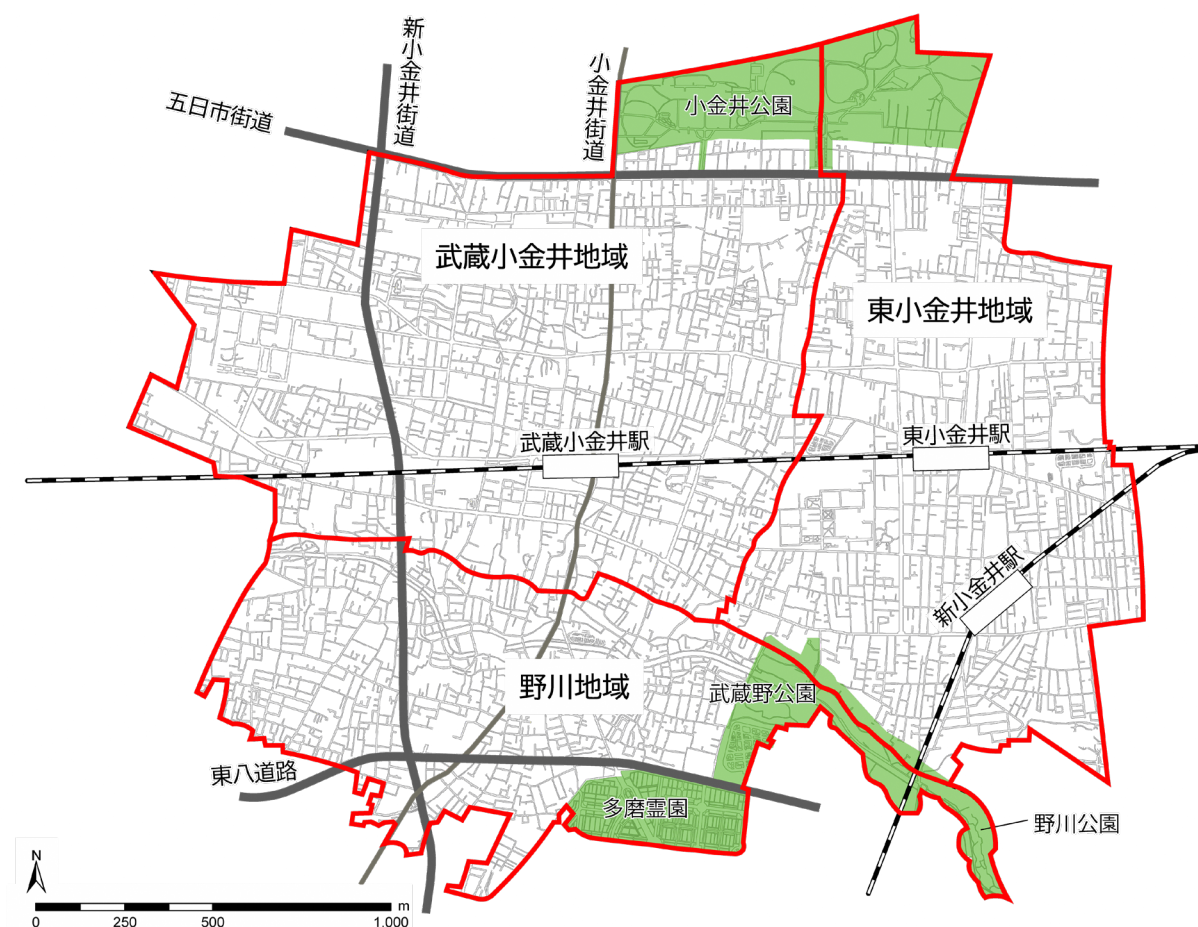 新小金井街道
小金井街道
五日市街道
小金井公園
武蔵小金井地域
東小金井地域
武蔵小金井駅
東小金井駅
新小金井駅
野川地域
武蔵野公園
東八道路
多磨霊園
野川公園
N
m
0 250 500 1,000